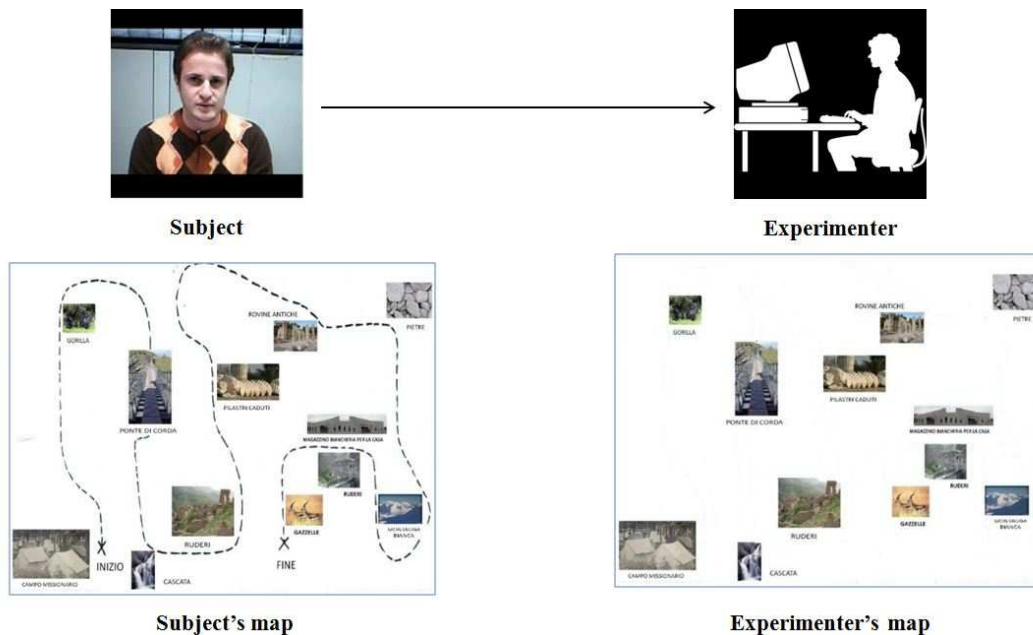 Subject
Experimenter
GORILLA
PONTE DI CORDA
ROVINE ANTICHE
PIETRE
PILASTRI CADUTI
MAGAZZINO BIANCHERIA PER LA CASA
RUDERI
GAZZELLE
BIANCA
RUDERI
INIZIO
FINE
CAMPO MISSIONARIO
CASCATA
Subject's map
GORILLA
PONTE DI CORDA
ROVINE ANTICHE
PIETRE
PILASTRI CADUTI
MAGAZZINO BIANCHERIA PER LA CASA
RUDERI
GAZZELLE
BIANCA
RUDERI
CAMPO MISSIONARIO
CASCATA
Experimenter's map